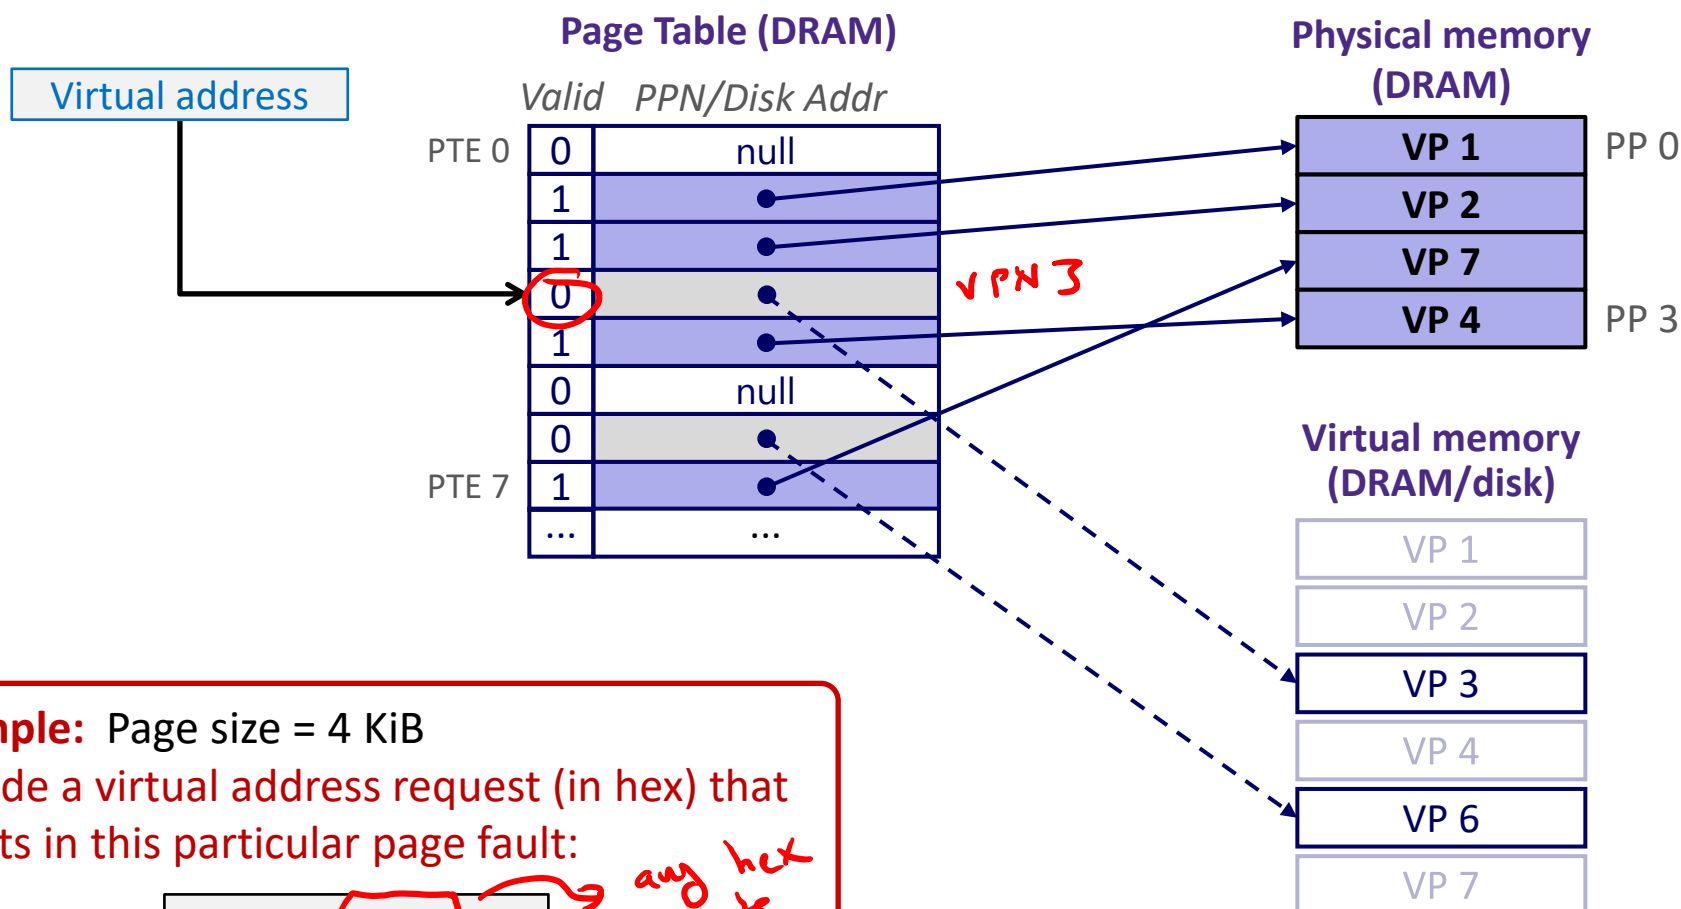 Page Table (DRAM)
Physical memory
(DRAM)
Virtual address
Valid PPN/Disk Addr
PTE 0 0 null
1
1
0
1
0 null
0
PTE 7 1
... ...
VPN 3
VP 1 PP 0
VP 2
VP 7
VP 4 PP 3
Virtual memory
(DRAM/disk)
VP 1
VP 2
VP 3
VP 4
VP 6
VP 7
mple: Page size = 4 KiB
de a virtual address request (in hex) that
ts in this particular page fault:
any hex